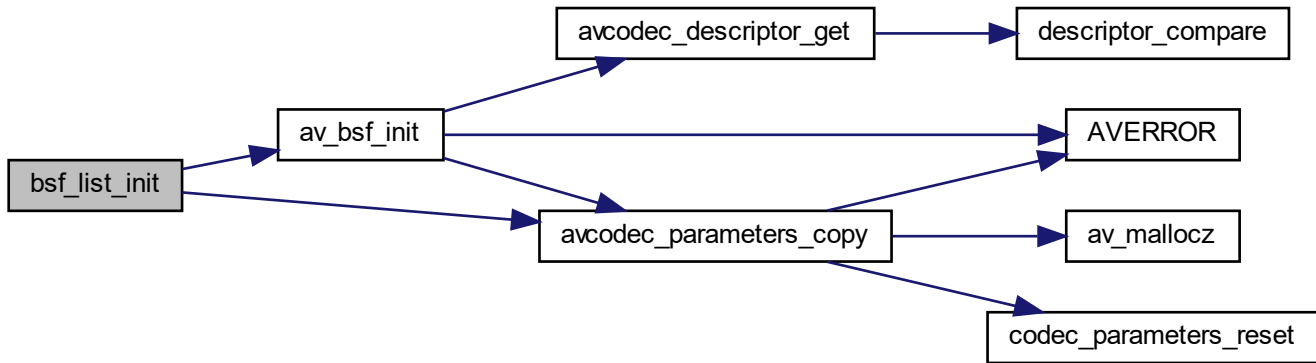 avcodec_descriptor_get
descriptor_compare
av_bsf_init
AVERROR
bsf_list_init
avcodec_parameters_copy
av_mallocz
codec_parameters_reset